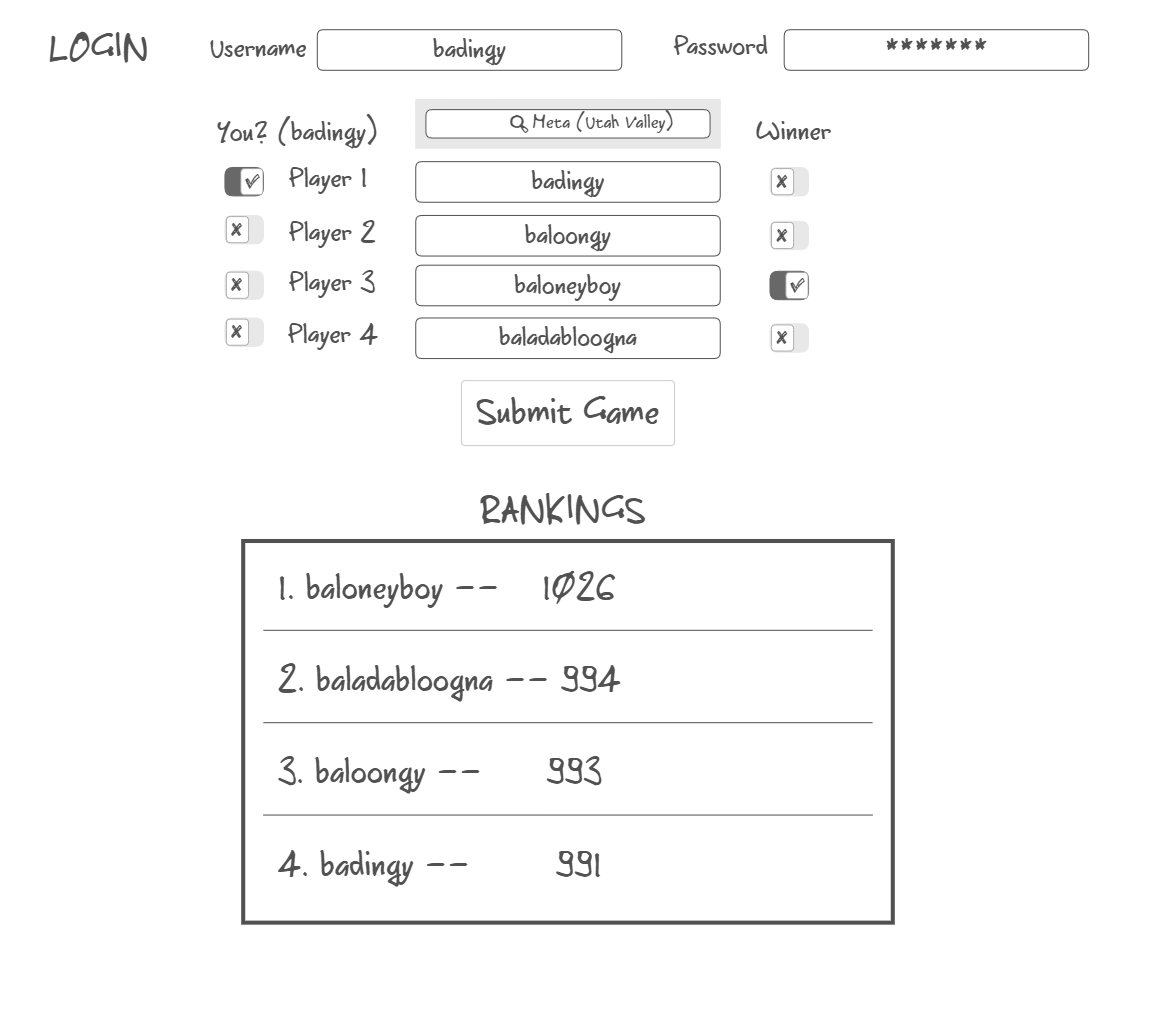 LOGIN Username badingy Password *******
You? (badingy) Meta (Utah Valley) Winner
Player 1 badingy
Player 2 baloongy
Player 3 baloneyboy
Player 4 baladabloogna
Submit Game
RANKINGS
1. baloneyboy -- 1026
2. baladabloogna -- 994
3. baloongy -- 993
4. badingy -- 991